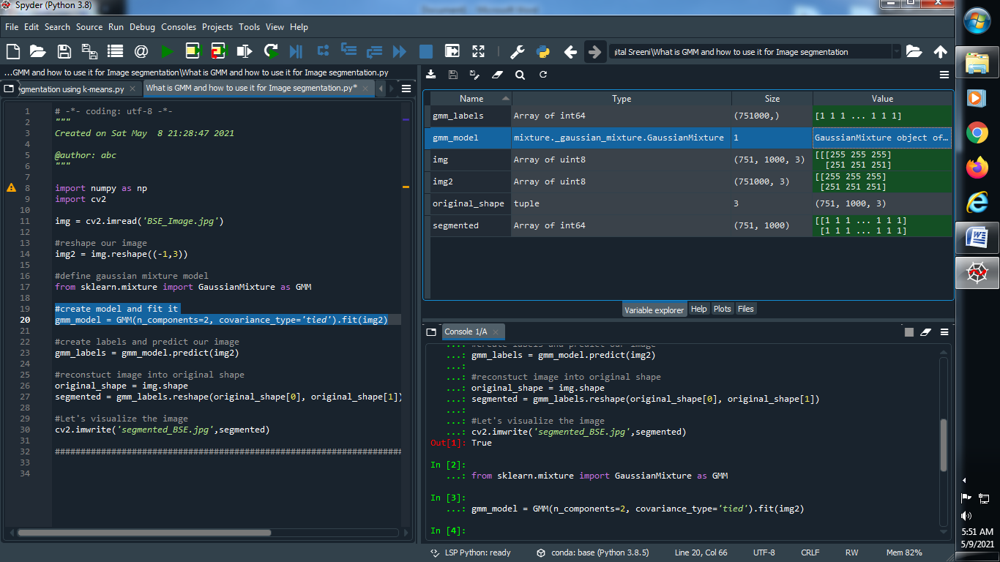 Spyder (Python 3.8)
File Edit Search Source Run Debug Consoles Projects Tools View Help
ital Sreeni\What is GMM and how to use it for Image segmentation
...GMM and how to use it for Image segmentation\What is GMM and how to use it for Image segmentation.py
gmentation using k-means.py
What is GMM and how to use it for Image segmentation.py*
1 # -*- coding: utf-8 -*-
2 """
3 Created on Sat May  8 21:28:47 2021
4
5 @author: abc
6 """
7
8 import numpy as np
9 import cv2
10
11 img = cv2.imread('BSE_Image.jpg')
12
13 #reshape our image
14 img2 = img.reshape((-1,3))
15
16 #define gaussian mixture model
17 from sklearn.mixture import GaussianMixture as GMM
18
19 #create model and fit it
20 gmm_model = GMM(n_components=2, covariance_type='tied').fit(img2)
21
22 #create labels and predict our image
23 gmm_labels = gmm_model.predict(img2)
24
25 #reconstuct image into original shape
26 original_shape = img.shape
27 segmented = gmm_labels.reshape(original_shape[0], original_shape[1])
28
29 #Let's visualize the image
30 cv2.imwrite('segmented_BSE.jpg',segmented)
31
32 ####################################################################
33
34
Name Type Size Value
gmm_labels Array of int64 (751000,) [1 1 1 ... 1 1 1]
gmm_model mixture._gaussian_mixture.GaussianMixture 1 GaussianMixture object of…
img Array of uint8 (751, 1000, 3) [[[255 255 255]
[251 251 251]
img2 Array of uint8 (751000, 3) [[255 255 255]
[251 251 251]
original_shape tuple 3 (751, 1000, 3)
segmented Array of int64 (751, 1000) [[1 1 1 ... 1 1 1]
[1 1 1 ... 1 1 1]
Variable explorer Help Plots Files
Console 1/A
...: #create labels and predict our image
...: gmm_labels = gmm_model.predict(img2)
...:
...: #reconstuct image into original shape
...: original_shape = img.shape
...: segmented = gmm_labels.reshape(original_shape[0], original_shape[1])
...:
...: #Let's visualize the image
...: cv2.imwrite('segmented_BSE.jpg',segmented)
Out[1]: True
In [2]:
...: from sklearn.mixture import GaussianMixture as GMM
In [3]:
...: gmm_model = GMM(n_components=2, covariance_type='tied').fit(img2)
In [4]:
LSP Python: ready conda: base (Python 3.8.5) Line 20, Col 66 UTF-8 CRLF RW Mem 82%
5:51 AM
5/9/2021